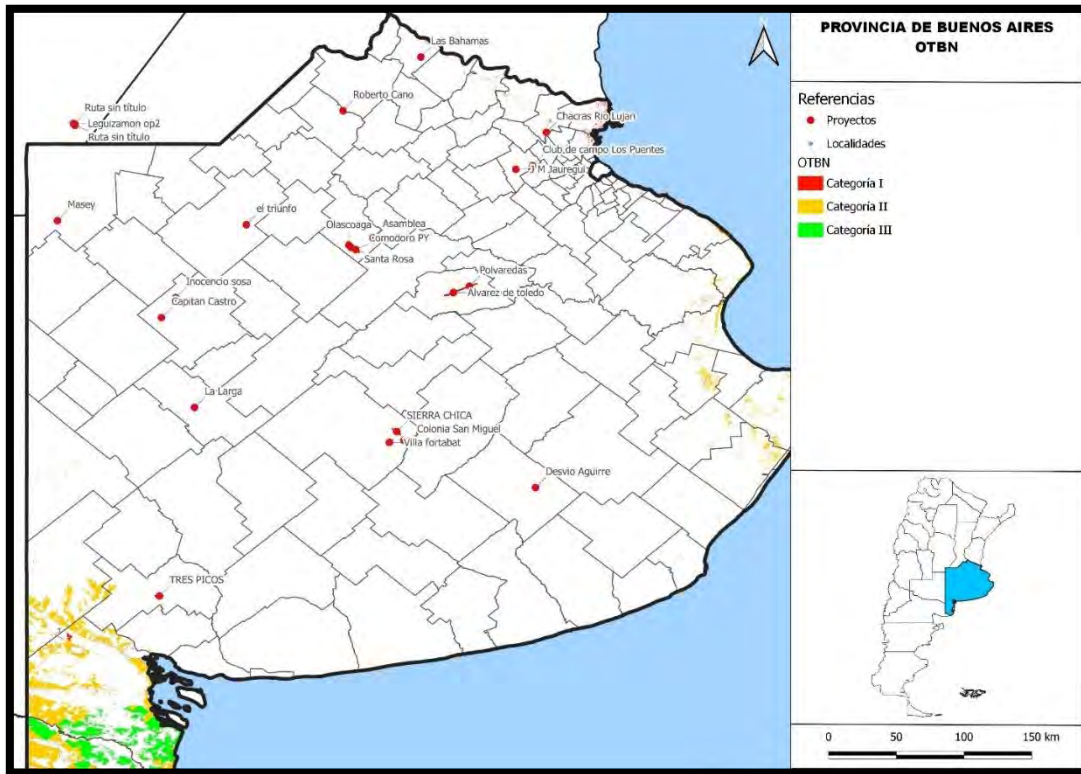 PROVINCIA DE BUENOS AIRES
OTBN
Referencias
Proyectos
Localidades
OTBN
Categoría I
Categoría II
Categoría III
Las Bahamas
Roberto Cano
Ruta sin título
Leguizamon op2
Ruta sin título
Chacras Rio Lujan
Club de campo Los Puentes
J M Jauregui
Masey
el triunfo
Olascoaga
Asamblea
Comodoro PY
Santa Rosa
Polvaredas
Alvarez de toledo
Inocencio sosa
Capitan Castro
La Larga
SIERRA CHICA
Colonia San Miguel
Villa fortabat
Desvio Aguirre
TRES PICOS
0 50 100 150 km